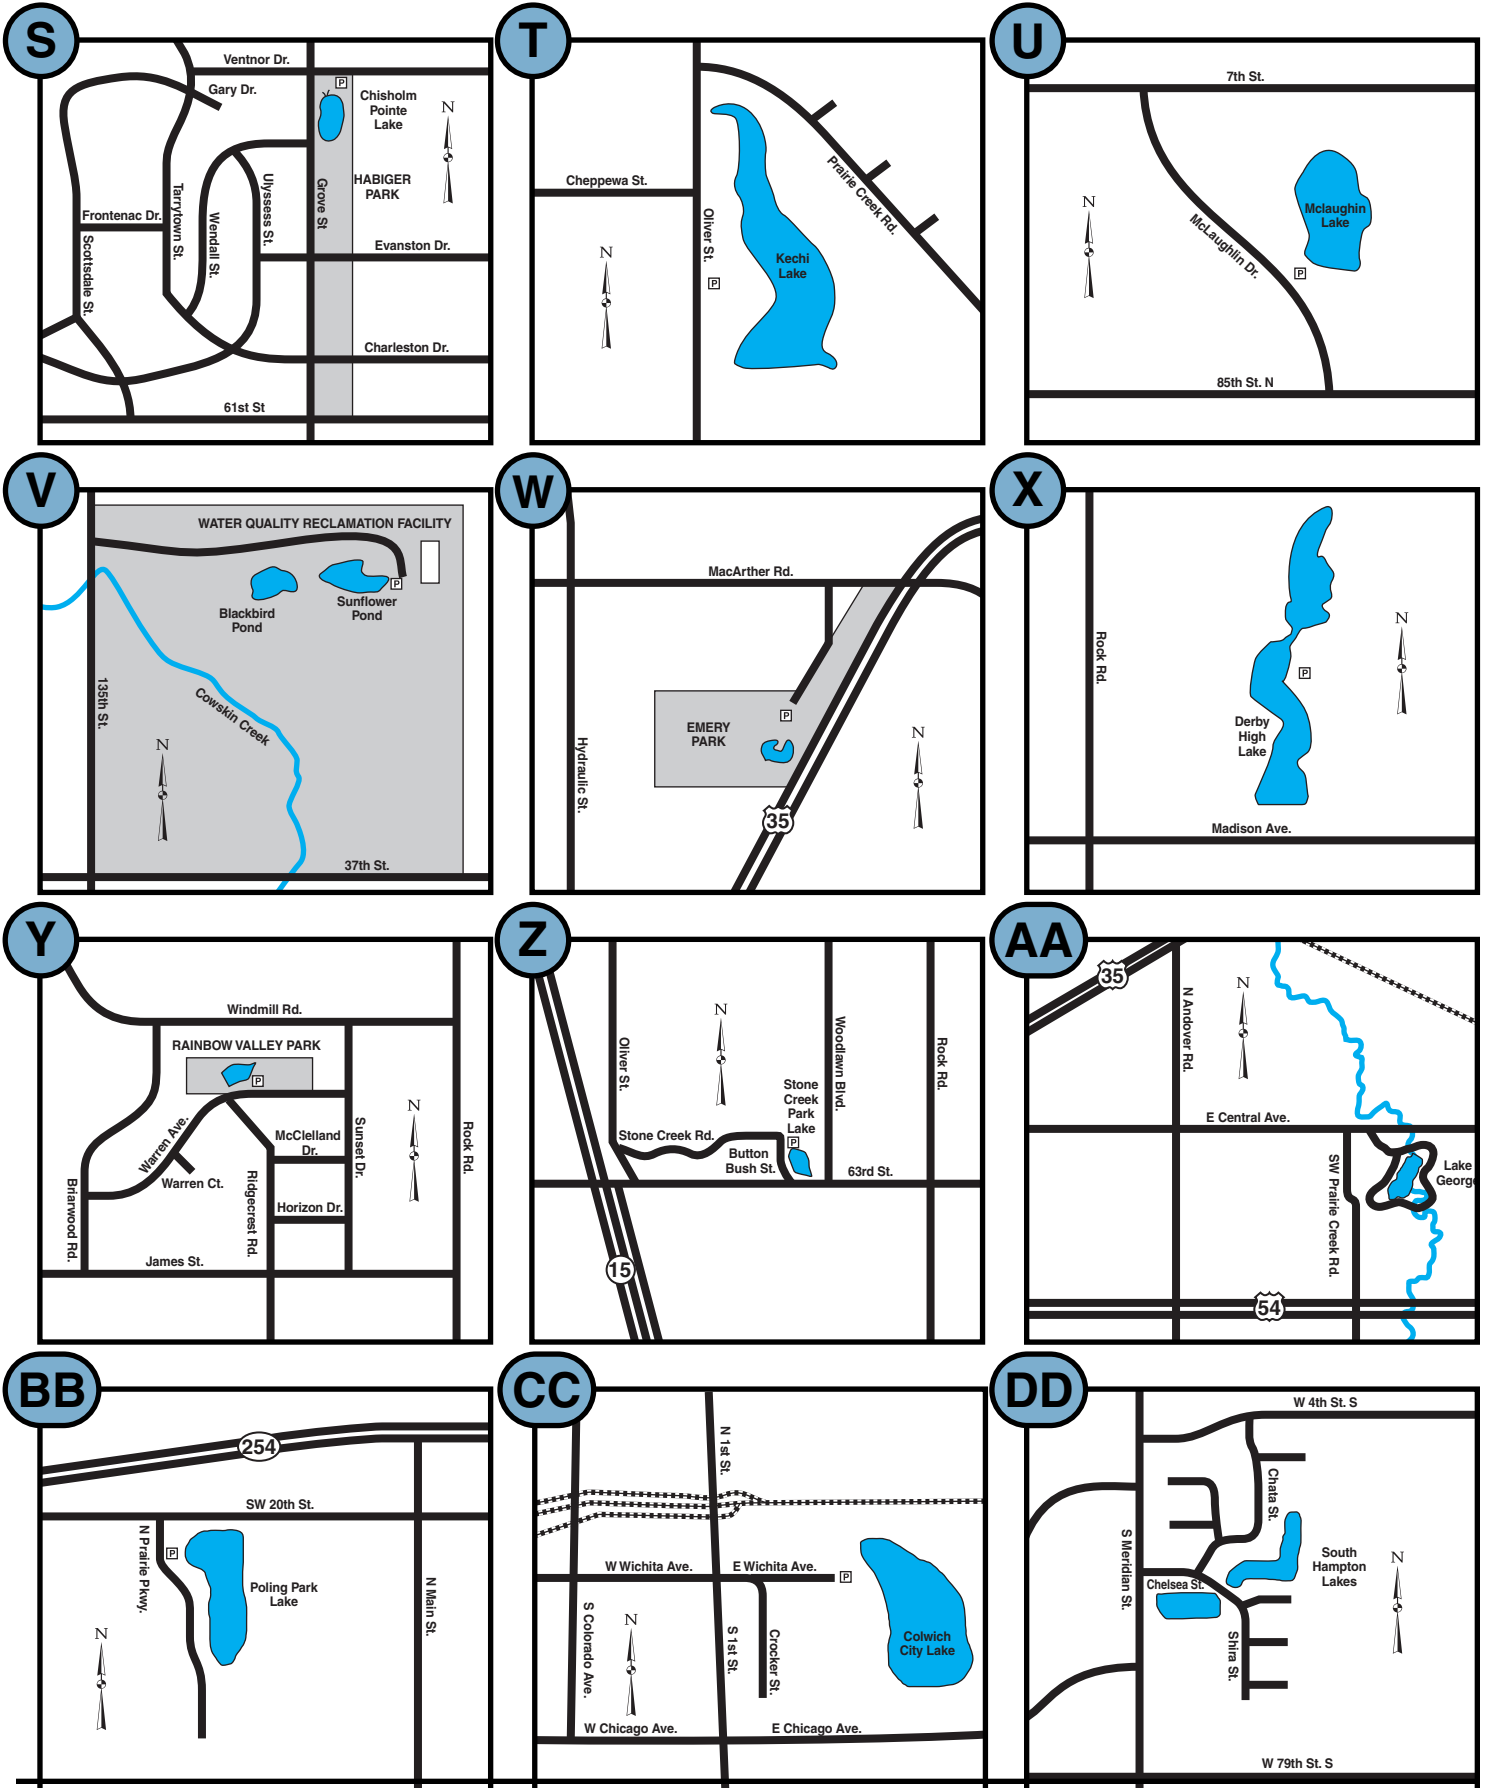 S
Ventnor Dr.
Gary Dr.
P
Chisholm
Pointe
Lake
N
HABIGER
PARK
Frontenac Dr.
Scottsdale St.
Tarrytown St.
Wendall St.
Ulyssess St.
Grove St
Evanston Dr.
Charleston Dr.
61st St
T
Cheppewa St.
Oliver St.
Prairie Creek Rd.
Kechi
Lake
P
N
U
7th St.
Mclaughin
Lake
McLaughlin Dr.
P
N
85th St. N
V
WATER QUALITY RECLAMATION FACILITY
Blackbird
Pond
Sunflower
Pond
P
135th St.
Cowskin Creek
N
37th St.
W
MacArther Rd.
Hydraulic St.
EMERY
PARK
P
N
35
X
Rock Rd.
P
N
Derby
High
Lake
Madison Ave.
Y
Windmill Rd.
RAINBOW VALLEY PARK
P
Warren Ave.
Warren Ct.
McClelland
Dr.
Horizon Dr.
Briarwood Rd.
Ridgecrest Rd.
Sunset Dr.
Rock Rd.
N
James St.
Z
Oliver St.
N
Woodlawn Blvd.
Rock Rd.
Stone
Creek
Park
Lake
P
Stone Creek Rd.
Button
Bush St.
63rd St.
15
AA
35
N Andover Rd.
N
E Central Ave.
SW Prairie Creek Rd.
Lake
Georg
54
BB
254
SW 20th St.
N Prairie Pkwy.
P
Poling Park
Lake
N Main St.
N
CC
N 1st St.
W Wichita Ave.
E Wichita Ave.
P
S Colorado Ave.
N
S 1st St.
Crocker St.
Colwich
City Lake
W Chicago Ave.
E Chicago Ave.
DD
W 4th St. S
Chata St.
S Meridian St.
Chelsea St.
South
Hampton
Lakes
N
Shira St.
W 79th St. S